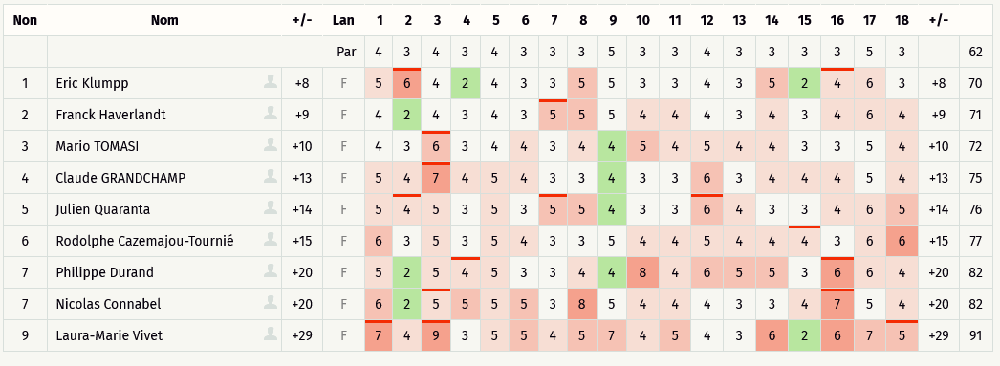 Non Nom +/- Lan 1 2 3 4 5 6 7 8 9 10 11 12 13 14 15 16 17 18 +/-
Par 4 3 4 3 4 3 3 3 5 3 3 4 3 3 3 3 5 3 62
1 Eric Klumpp +8 F 5 6 4 2 4 3 3 5 5 3 3 4 3 5 2 4 6 3 +8 70
2 Franck Haverlandt +9 F 4 2 4 3 4 3 5 5 5 4 4 4 3 4 3 4 6 4 +9 71
3 Mario TOMASI +10 F 4 3 6 3 4 4 3 4 4 5 4 5 4 4 3 3 5 4 +10 72
4 Claude GRANDCHAMP +13 F 5 4 7 4 5 4 3 3 4 3 3 6 3 4 4 4 5 4 +13 75
5 Julien Quaranta +14 F 5 4 5 3 5 3 5 5 4 3 3 6 4 3 3 4 6 5 +14 76
6 Rodolphe Cazemajou-Tournié +15 F 6 3 5 3 5 4 3 3 5 4 4 5 4 4 4 3 6 6 +15 77
7 Philippe Durand +20 F 5 2 5 4 5 3 3 4 4 8 4 6 5 5 3 6 6 4 +20 82
7 Nicolas Connabel +20 F 6 2 5 5 5 5 3 8 5 4 4 4 3 3 4 7 5 4 +20 82
9 Laura-Marie Vivet +29 F 7 4 9 3 5 5 4 5 7 4 5 4 3 6 2 6 7 5 +29 91